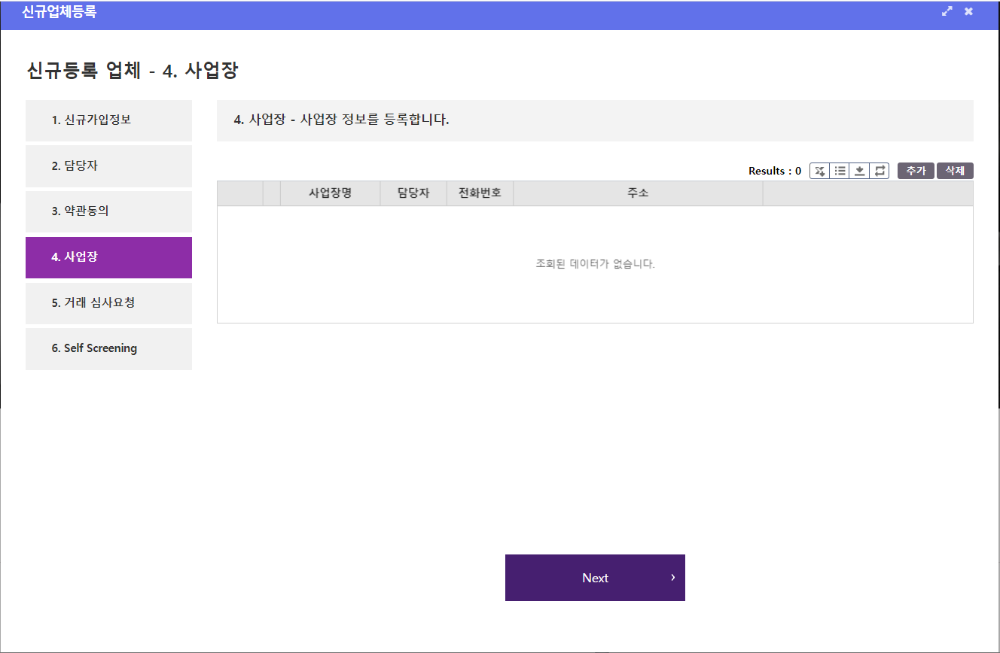 신규업체등록
신규등록 업체 - 4. 사업장
1. 신규가입정보
2. 담당자
3. 약관동의
4. 사업장
5. 거래 심사요청
6. Self Screening
4. 사업장 - 사업장 정보를 등록합니다.
Results : 0 추가 삭제
사업장명 담당자 전화번호 주소
조회된 데이터가 없습니다.
Next